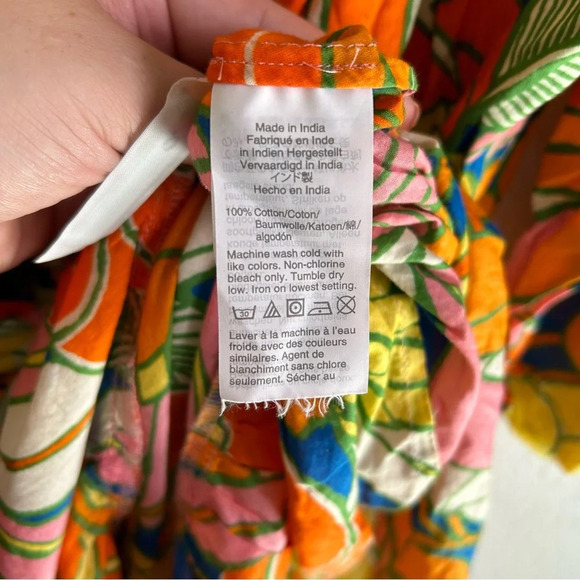 Made in India
Fabriqué en Inde
in Indien Hergestellt
Vervaardigd in India
インド製
Hecho en India
100% Cotton/Coton/
Baumwolle/Katoen/綿/
algodón
Machine wash cold with
like colors. Non-chlorine
bleach only. Tumble dry
low. Iron on lowest setting.
30
Laver à la machine à l'eau
froide avec des couleurs
similaires. Agent de
blanchiment sans chlore
seulement. Sécher au